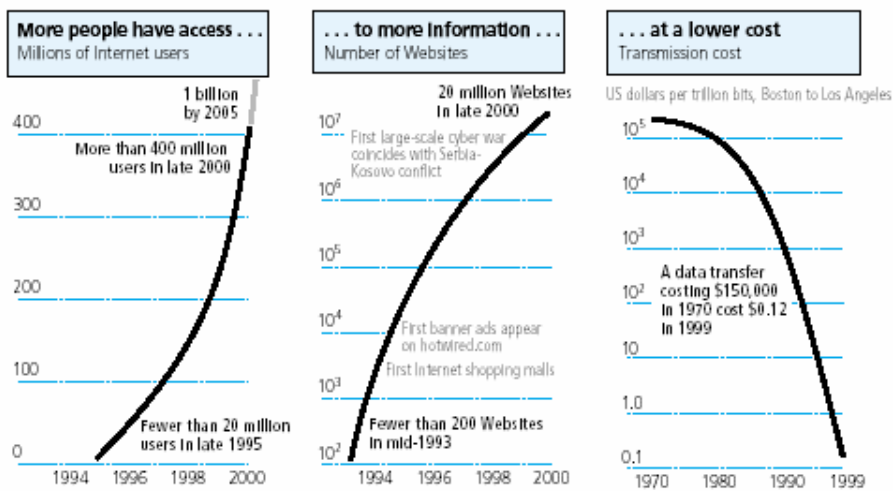 More people have access . . .
Millions of Internet users
1 billion
by 2005
400
More than 400 million
users in late 2000
300
200
100
Fewer than 20 million
users in late 1995
0
1994 1996 1998 2000
. . . to more information . . .
Number of Websites
20 million Websites
in late 2000
10⁷
First large-scale cyber war
coincides with Serbia-
Kosovo conflict
10⁶
10⁵
10⁴
First banner ads appear
on hotwired.com
First Internet shopping malls
10³
Fewer than 200 Websites
in mid-1993
10²
1994 1996 1998 2000
. . . at a lower cost
Transmission cost
US dollars per trillion bits, Boston to Los Angeles
10⁵
10⁴
10³
A data transfer
costing $150,000
in 1970 cost $0.12
in 1999
10²
10
1.0
0.1
1970 1980 1990 1999